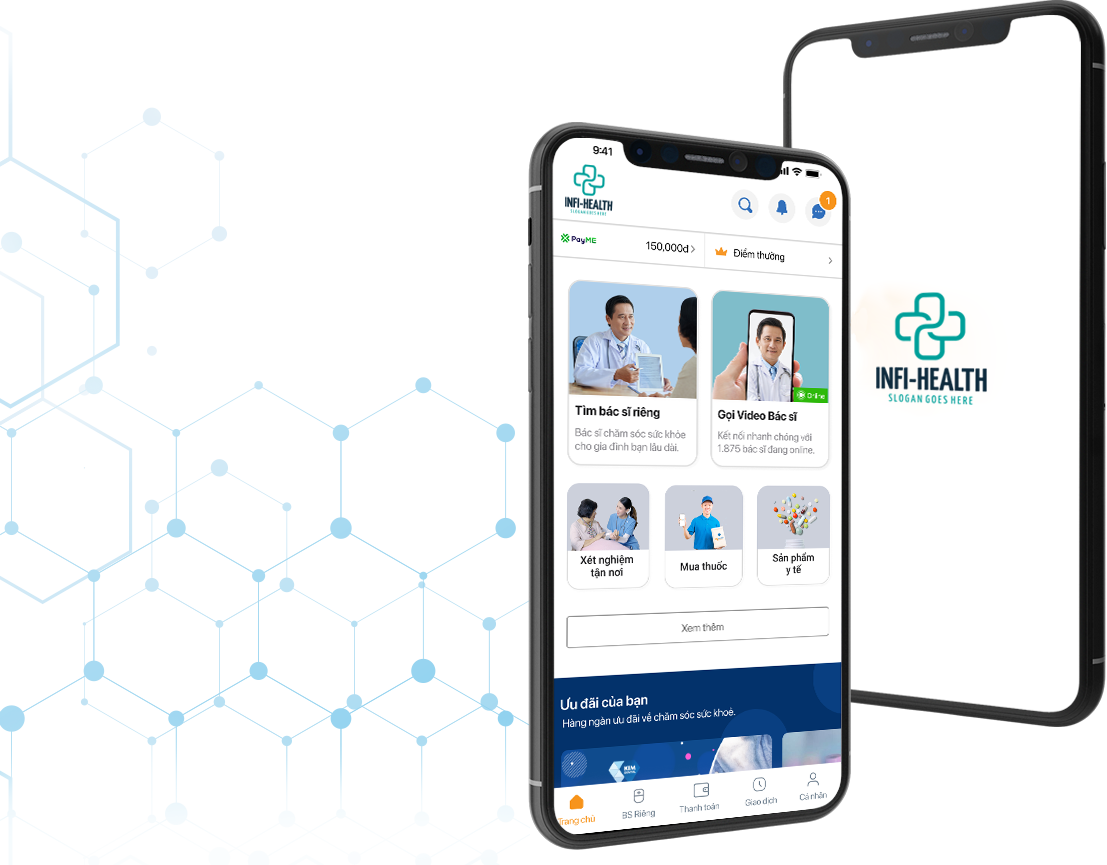 9:41
INFI-HEALTH
SLOGAN GOES HERE
1
PayME
150,000đ
Điểm thưởng
Online
Tìm bác sĩ riêng
Bác sĩ chăm sóc sức khỏe
cho gia đình bạn lâu dài.
Gọi Video Bác sĩ
Kết nối nhanh chóng với
1.875 bác sĩ đang online.
Xét nghiệm
tận nơi
Mua thuốc
Sản phẩm
y tế
Xem thêm
Ưu đãi của bạn
Hàng ngàn ưu đãi về chăm sóc sức khoẻ.
KIM
Trang chủ
BS Riêng
Thanh toán
Giao dịch
Cá nhân
INFI-HEALTH
SLOGAN GOES HERE